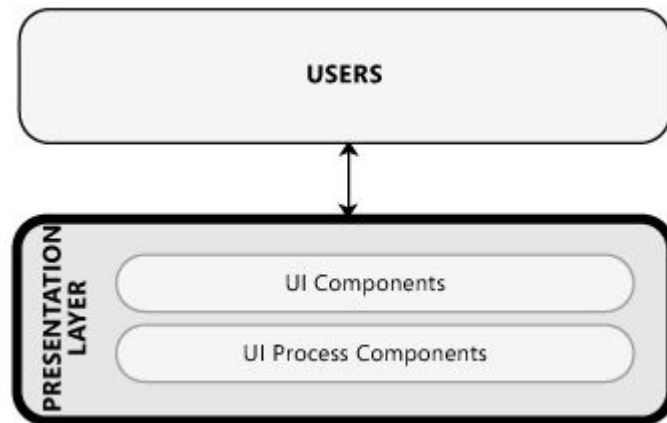 USERS
PRESENTATION
LAYER
UI Components
UI Process Components